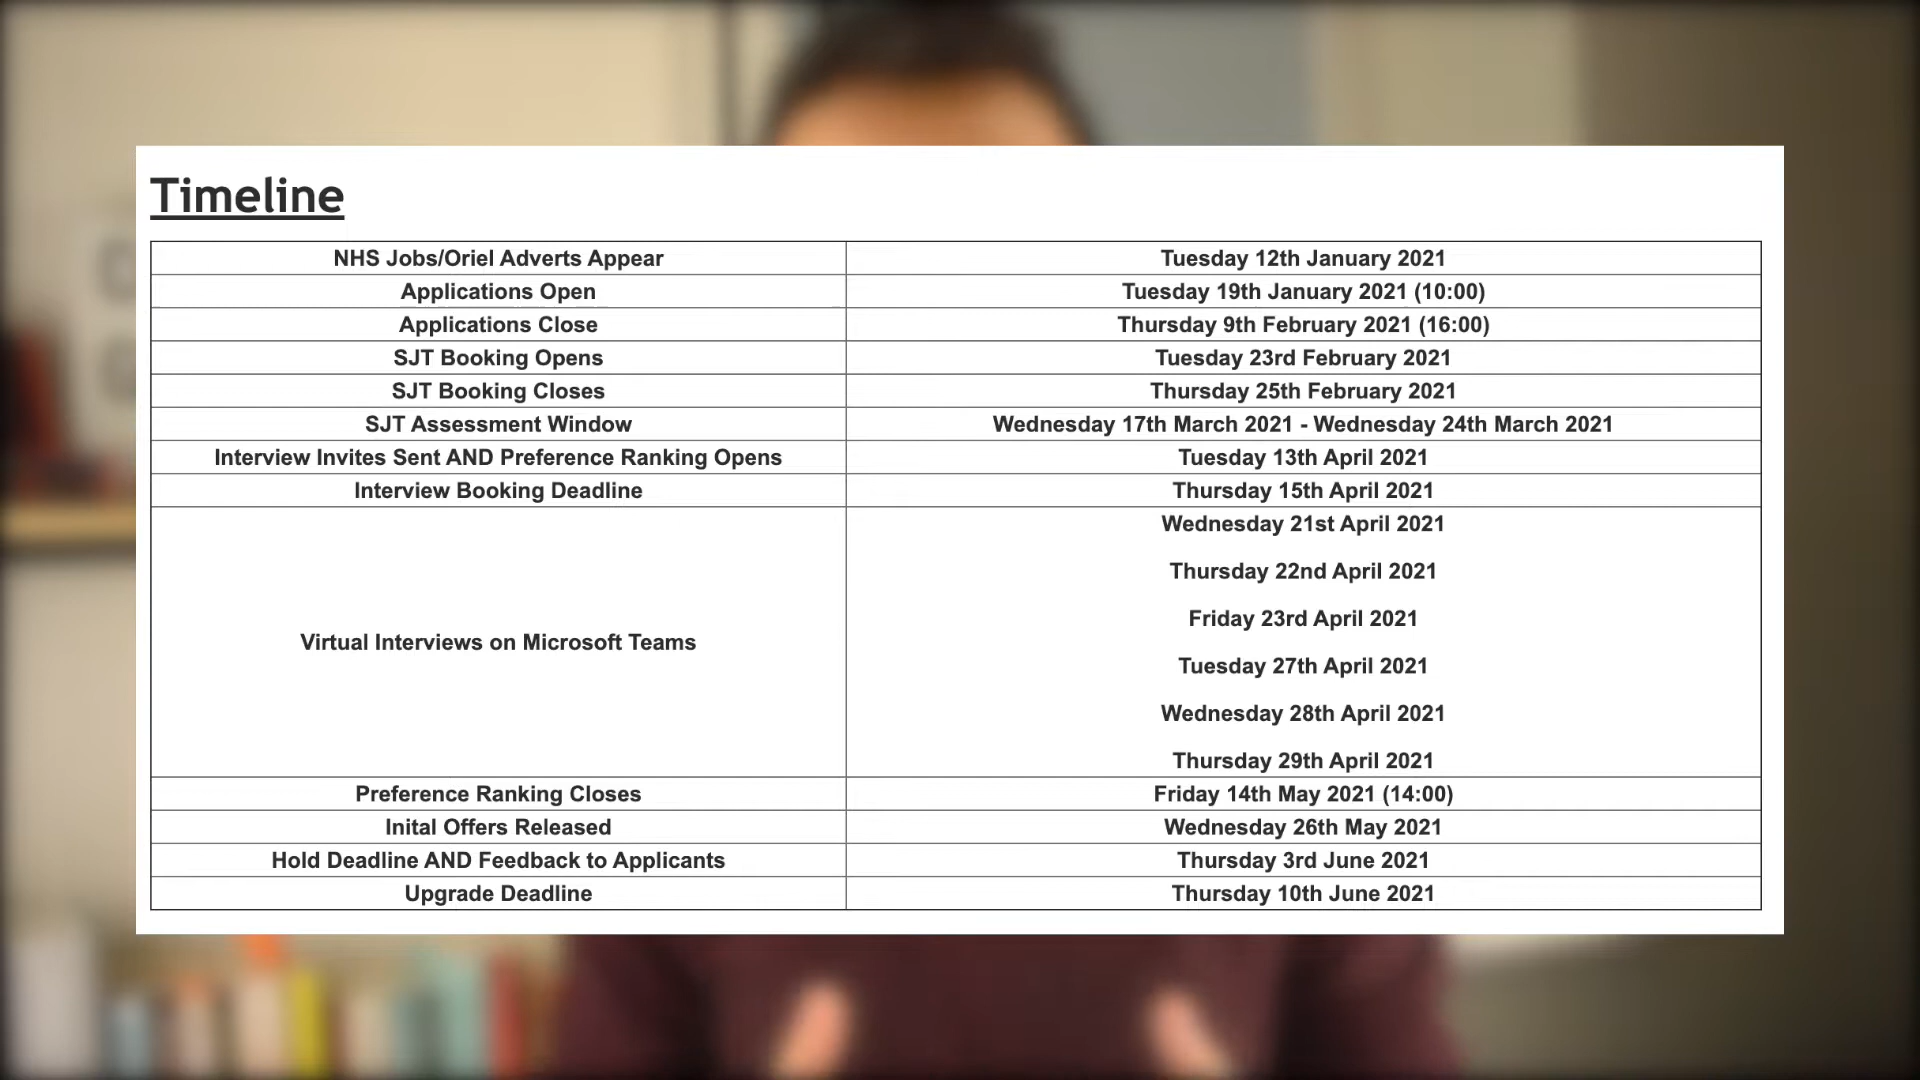 Timeline
NHS Jobs/Oriel Adverts Appear Tuesday 12th January 2021
Applications Open Tuesday 19th January 2021 (10:00)
Applications Close Thursday 9th February 2021 (16:00)
SJT Booking Opens Tuesday 23rd February 2021
SJT Booking Closes Thursday 25th February 2021
SJT Assessment Window Wednesday 17th March 2021 - Wednesday 24th March 2021
Interview Invites Sent AND Preference Ranking Opens Tuesday 13th April 2021
Interview Booking Deadline Thursday 15th April 2021
Virtual Interviews on Microsoft Teams
Wednesday 21st April 2021
Thursday 22nd April 2021
Friday 23rd April 2021
Tuesday 27th April 2021
Wednesday 28th April 2021
Thursday 29th April 2021
Preference Ranking Closes Friday 14th May 2021 (14:00)
Inital Offers Released Wednesday 26th May 2021
Hold Deadline AND Feedback to Applicants Thursday 3rd June 2021
Upgrade Deadline Thursday 10th June 2021